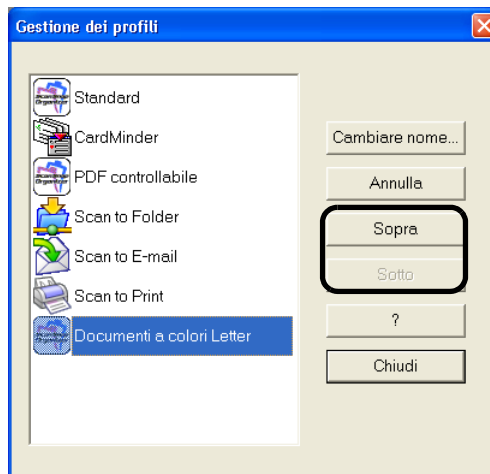 Gestione dei profili
Standard
CardMinder
PDF controllabile
Scan to Folder
Scan to E-mail
Scan to Print
Documenti a colori Letter
Cambiare nome...
Annulla
Sopra
Sotto
?
Chiudi